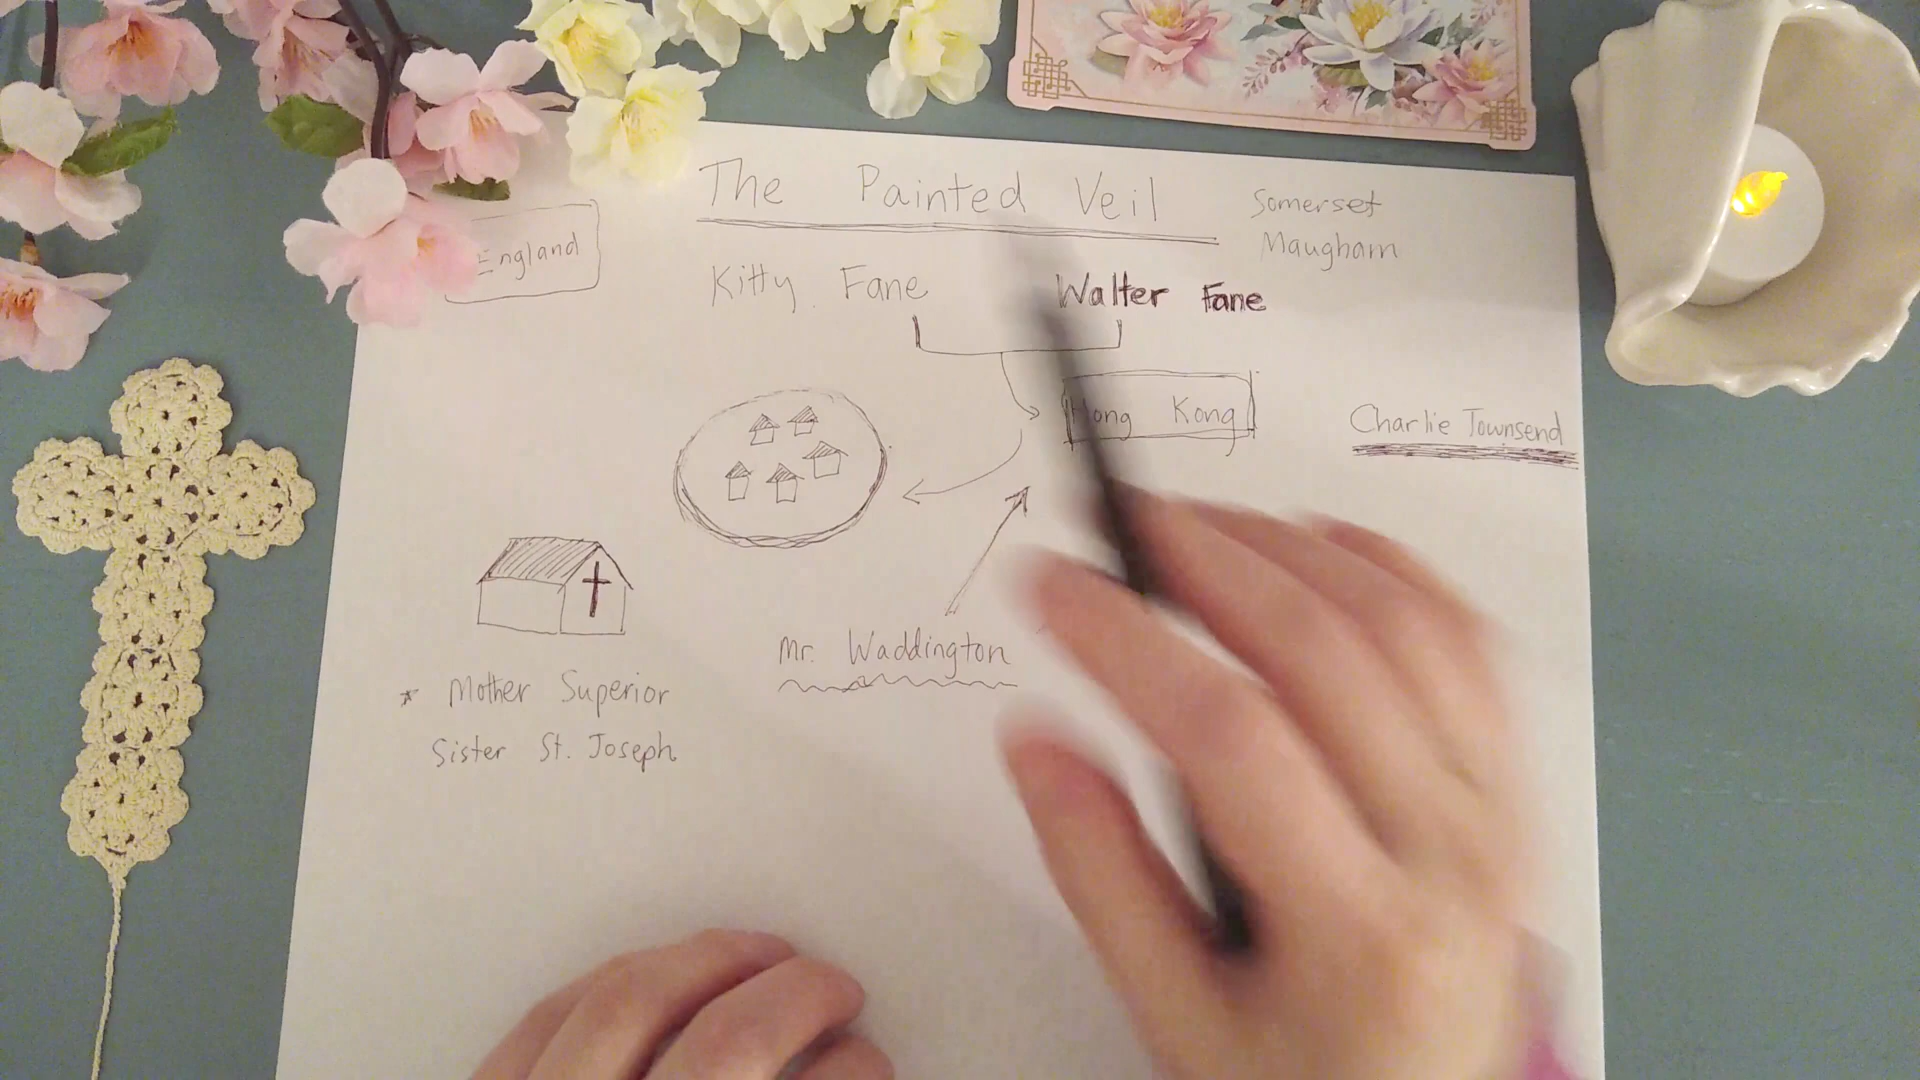 The Painted Veil
Somerset
Maugham
England
Kitty Fane
Walter Fane
Hong Kong
Charlie Townsend
Mr. Waddington
* Mother Superior
Sister St. Joseph